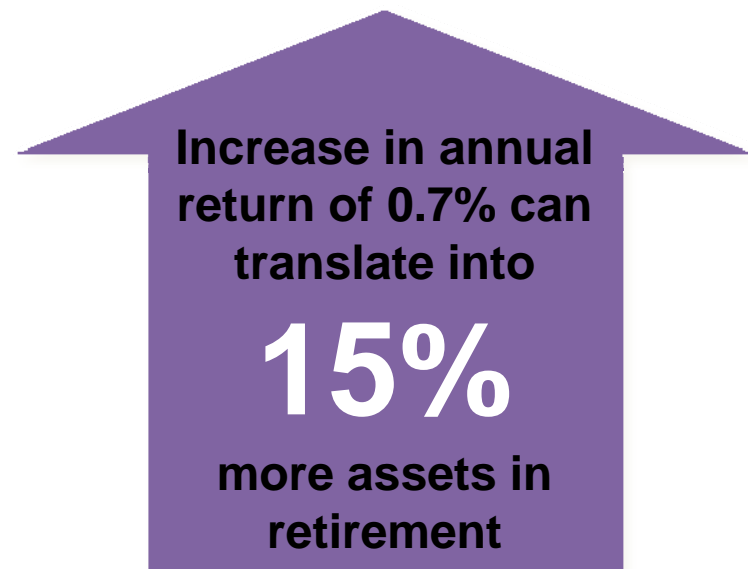 Increase in annual
return of 0.7% can
translate into
15%
more assets in
retirement